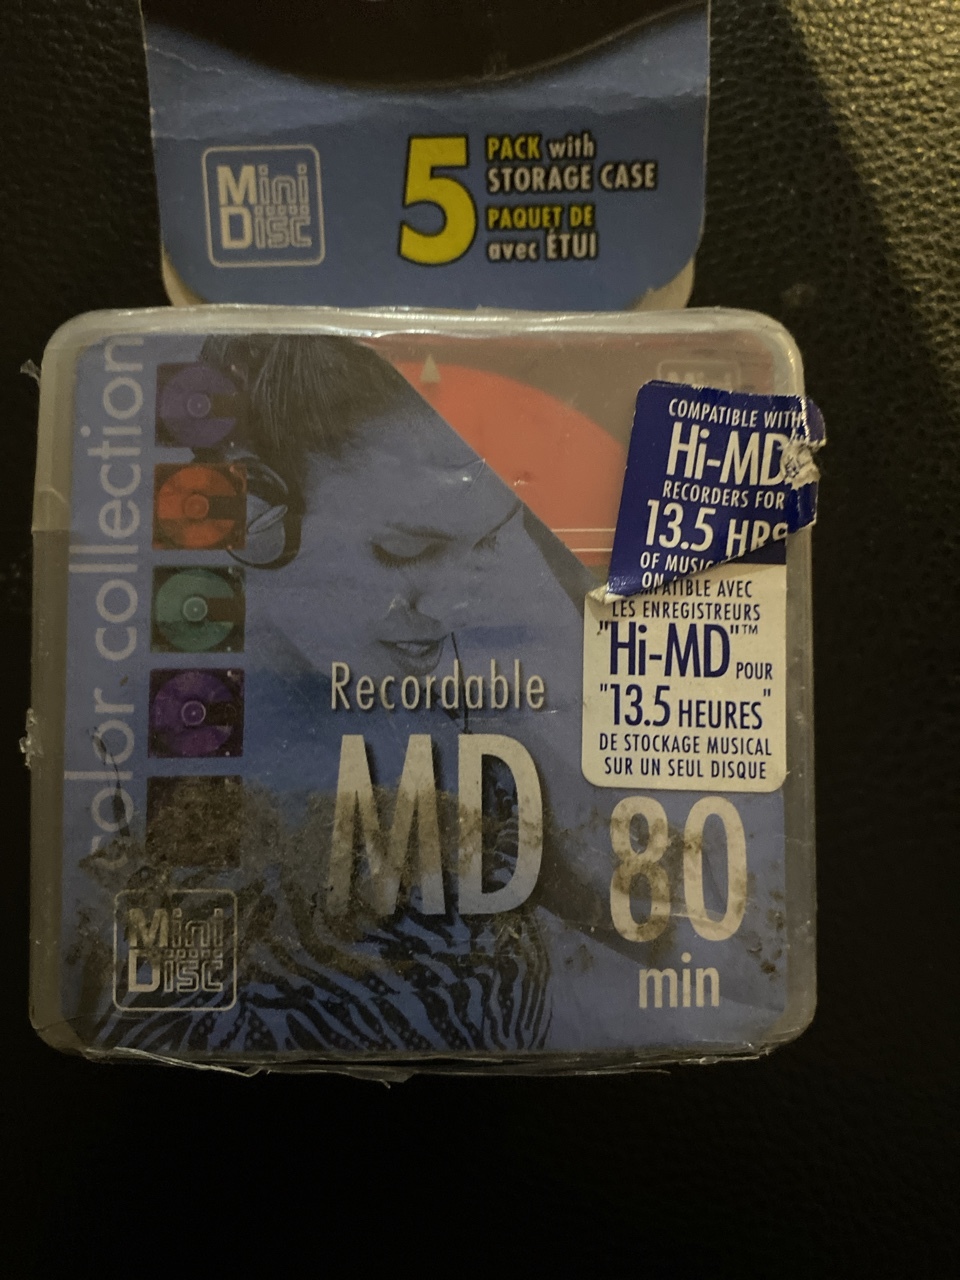 Mini
Disc
5
PACK with
STORAGE CASE
PAQUET DE
avec ÉTUI
color collection
COMPATIBLE WITH
Hi-MD
RECORDERS FOR
13.5 HRS
OF MUSIC
ON
LES ENREGISTREURS
AVEC
"Hi-MD"™ POUR
"13.5 HEURES"
DE STOCKAGE MUSICAL
SUR UN SEUL DISQUE
Recordable
MD
80
min
Mini
Disc